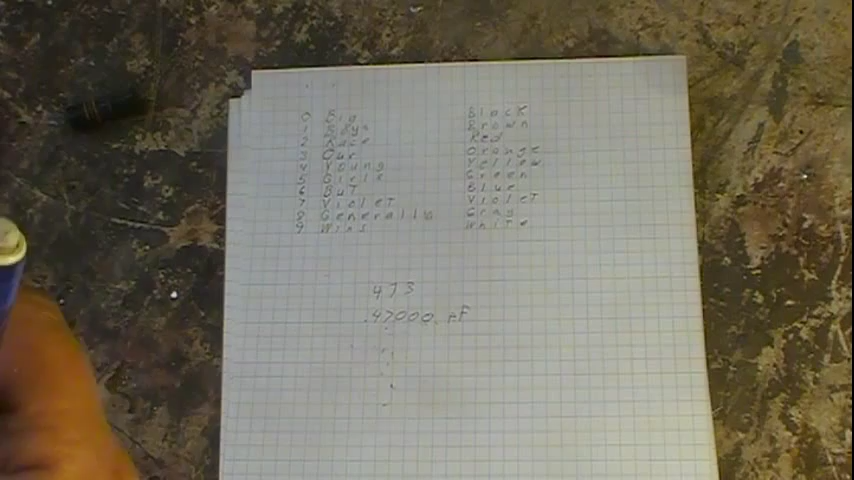 0 Big Black
1 Boys Brown
2 Race Red
3 Our Orange
4 Young Yellow
5 Girls Green
6 BuT Blue
7 VioleT VioleT
8 Generally Gray
9 Wins WhiTe
473
.47000. PF